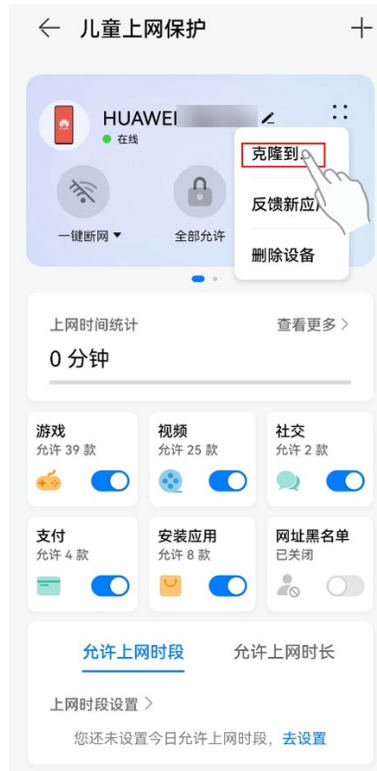 儿童上网保护
HUAWEI
在线
克隆到
一键断网
全部允许
反馈新应
删除设备
上网时间统计
查看更多
0 分钟
游戏
允许 39 款
视频
允许 25 款
社交
允许 2 款
支付
允许 4 款
安装应用
允许 8 款
网址黑名单
已关闭
允许上网时段
允许上网时长
上网时段设置
您还未设置今日允许上网时段，去设置